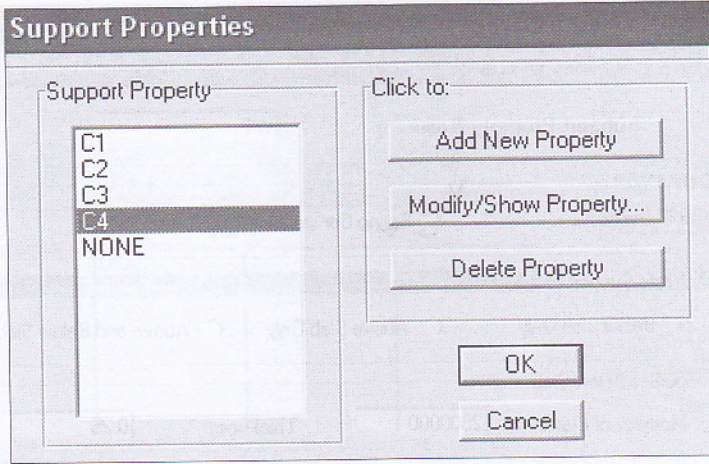 Support Properties
Support Property
C1
C2
C3
C4
NONE
Click to:
Add New Property
Modify/Show Property...
Delete Property
OK
Cancel